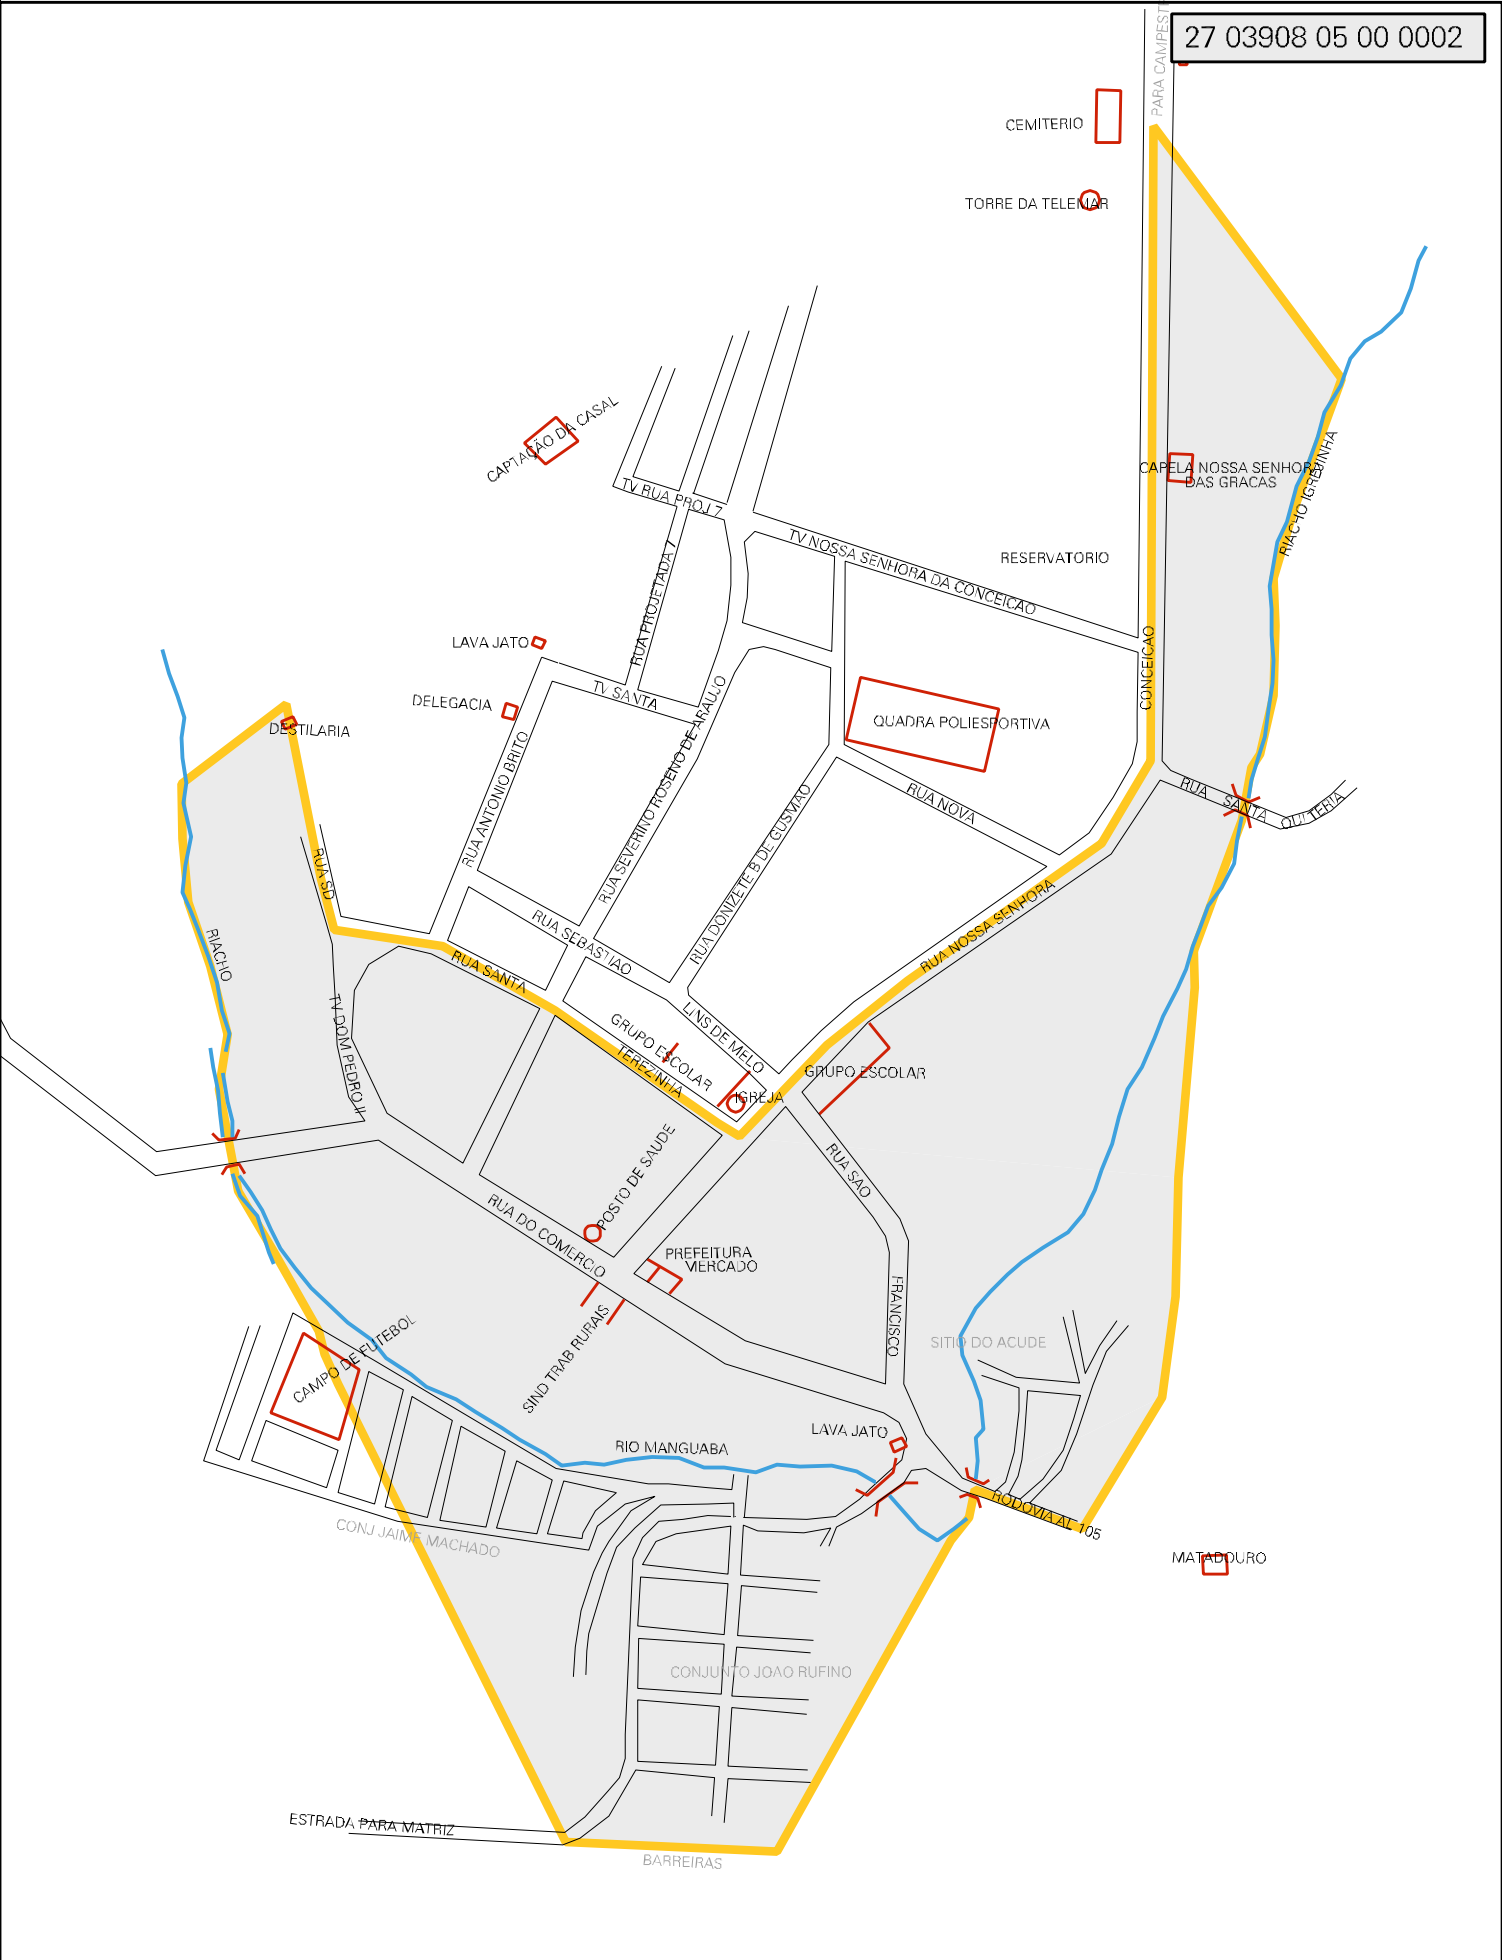 PARA CAMPEST
27 03908 05 00 0002
CEMITERIO
TORRE DA TELEMAR
CAPTAÇÃO DA CASAL
CAPELA NOSSA SENHORA
DAS GRACAS
RIACHO IGREJINHA
TV RUA PROJ 7
TV NOSSA SENHORA DA CONCEICAO
RESERVATORIO
RUA PROJETADA 7
LAVA JATO
CONCEICAO
TV SANTA
DELEGACIA
QUADRA POLIESPORTIVA
DESTILARIA
RUA ANTONIO BRITO
RUA SEVERINO ROSENO DE ARAUJO
RUA DONIZETE B DE GUSMAO
RUA NOVA
RUA SANTA QUITERIA
RUA SD
RUA SEBASTIAO
RUA NOSSA SENHORA
RIACHO
RUA SANTA
TV DOM PEDRO II
LINS DE MELO
GRUPO ESCOLAR
TEREZINHA
GRUPO ESCOLAR
IGREJA
POSTO DE SAUDE
RUA SAO
RUA DO COMERCIO
PREFEITURA
MERCADO
FRANCISCO
SIND TRAB RURAIS
SITIO DO ACUDE
CAMPO DE FUTEBOL
LAVA JATO
RIO MANGUABA
RODOVIA AL 105
CONJ JAIME MACHADO
MATADOURO
CONJUNTO JOAO RUFINO
ESTRADA PARA MATRIZ
BARREIRAS